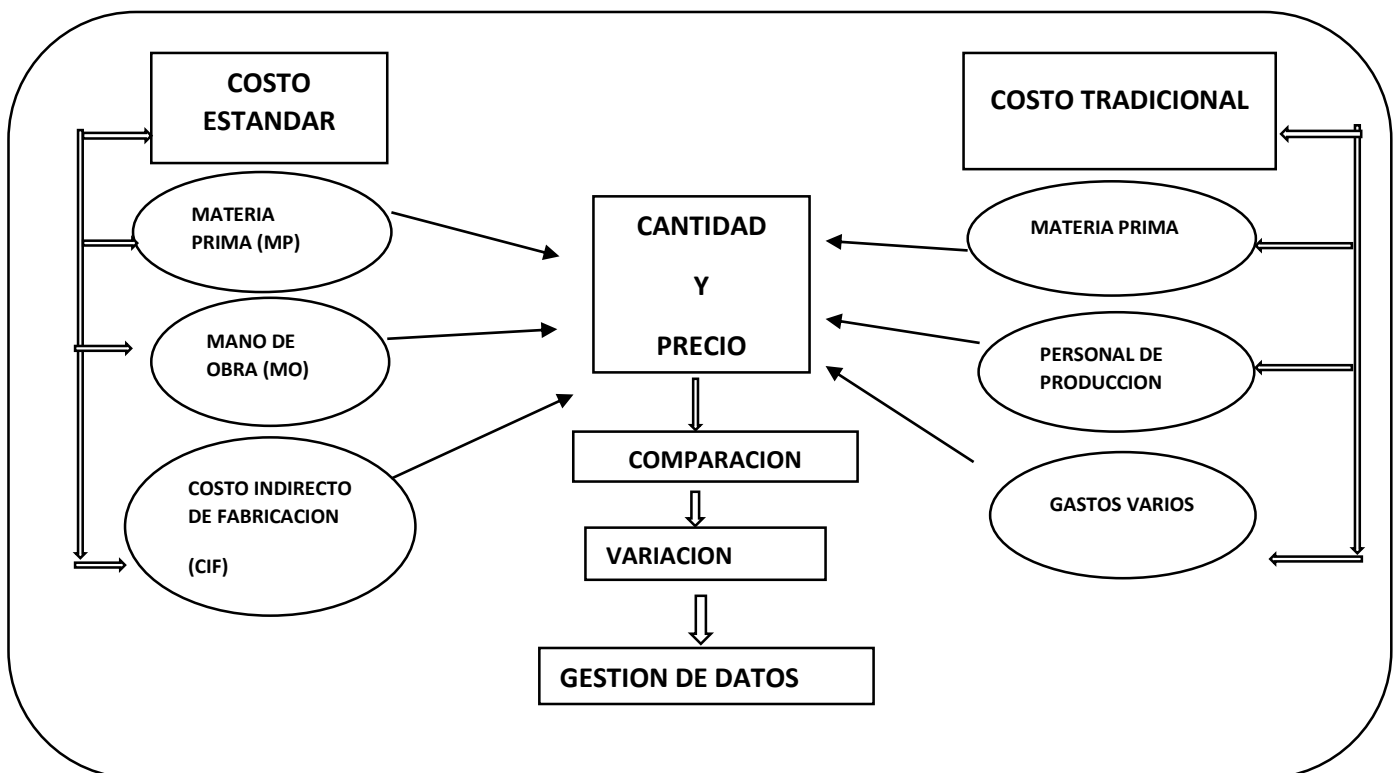 COSTO
ESTANDAR
MATERIA
PRIMA (MP)
MANO DE
OBRA (MO)
COSTO INDIRECTO
DE FABRICACION
(CIF)
CANTIDAD
Y
PRECIO
COMPARACION
VARIACION
GESTION DE DATOS
COSTO TRADICIONAL
MATERIA PRIMA
PERSONAL DE
PRODUCCION
GASTOS VARIOS